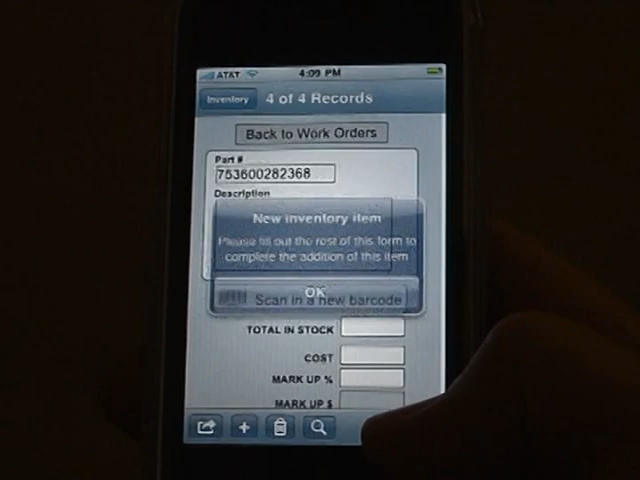 AT&T 4:09 PM
Inventory 4 of 4 Records
Back to Work Orders
Part #
753600282368
Description
New inventory item
Please fill out the rest of this form to
complete the addition of this item
OK
Scan in a new barcode
TOTAL IN STOCK
COST
MARK UP %
MARK UP $